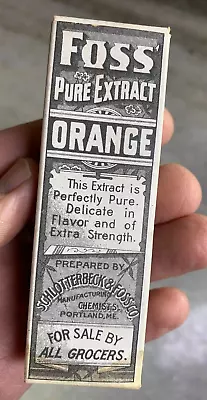 FOSS'
PURE EXTRACT
ORANGE
This Extract is
Perfectly Pure.
Delicate in
Flavor and of
Extra Strength.
PREPARED BY
SCHLOTTERBECK & FOSS CO.
MANUFACTURING
CHEMISTS
PORTLAND, ME.
FOR SALE BY
ALL GROCERS.